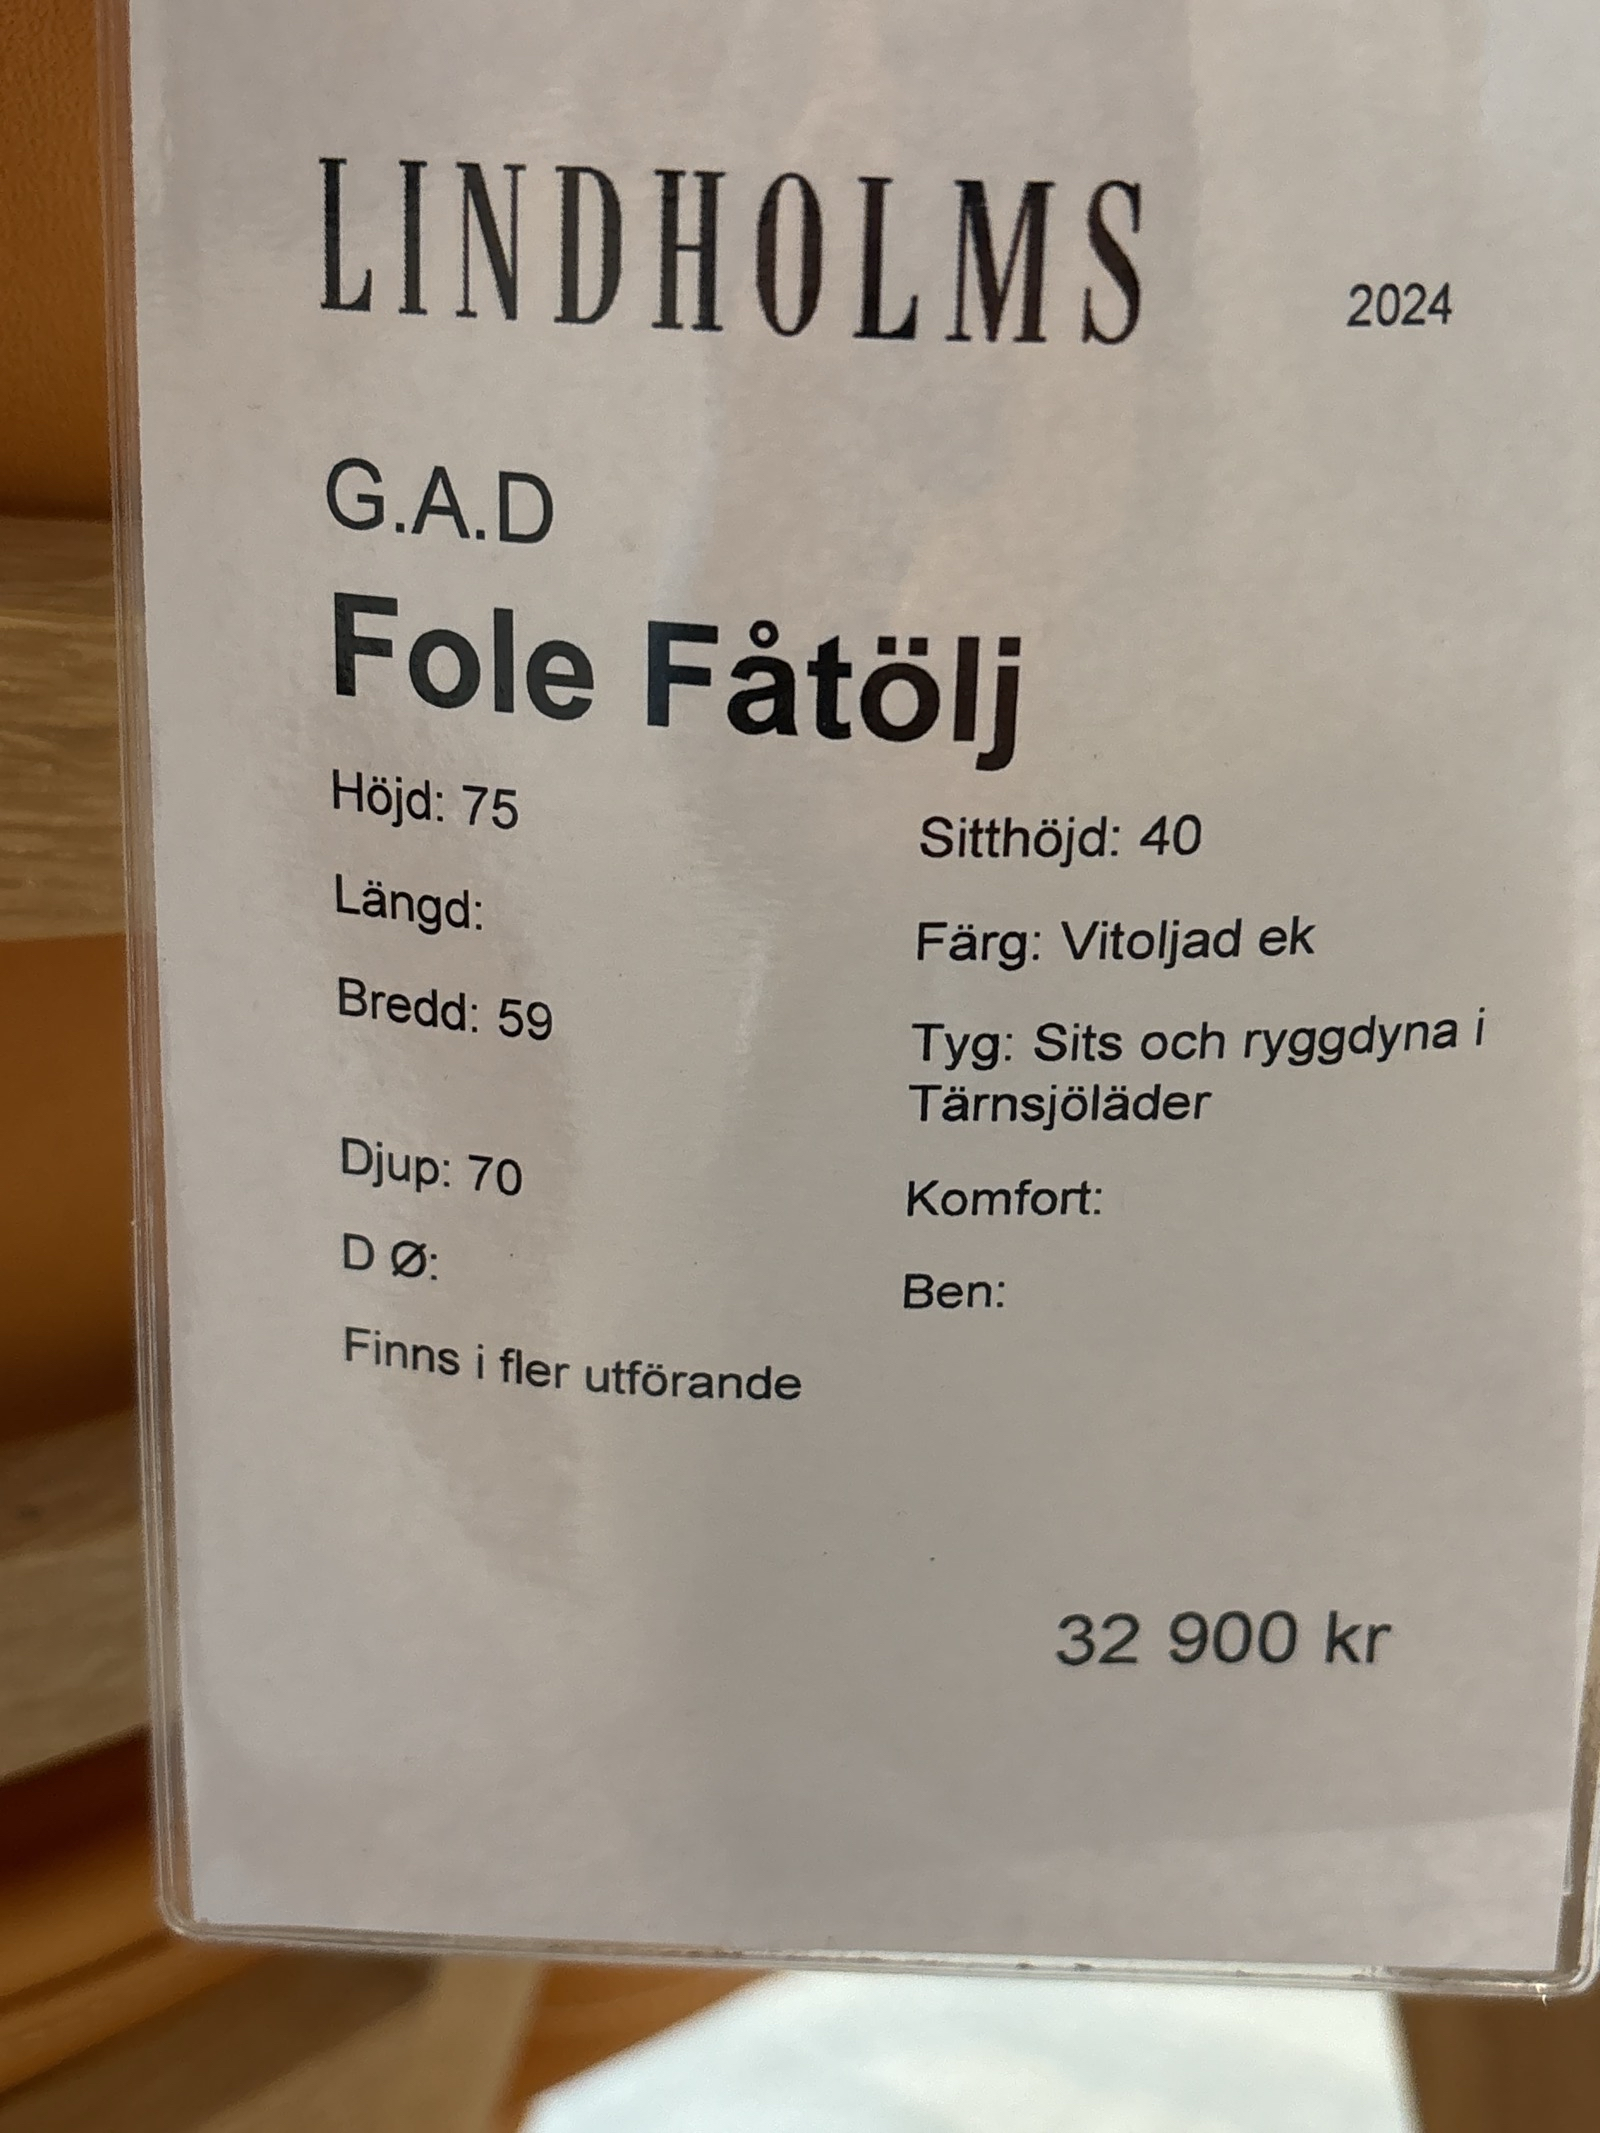 LINDHOLMS
2024
G.A.D
Fole Fåtölj
Höjd: 75
Längd:
Bredd: 59
Djup: 70
D Ø:
Finns i fler utförande
Sitthöjd: 40
Färg: Vitoljad ek
Tyg: Sits och ryggdyna i
Tärnsjöläder
Komfort:
Ben:
32 900 kr